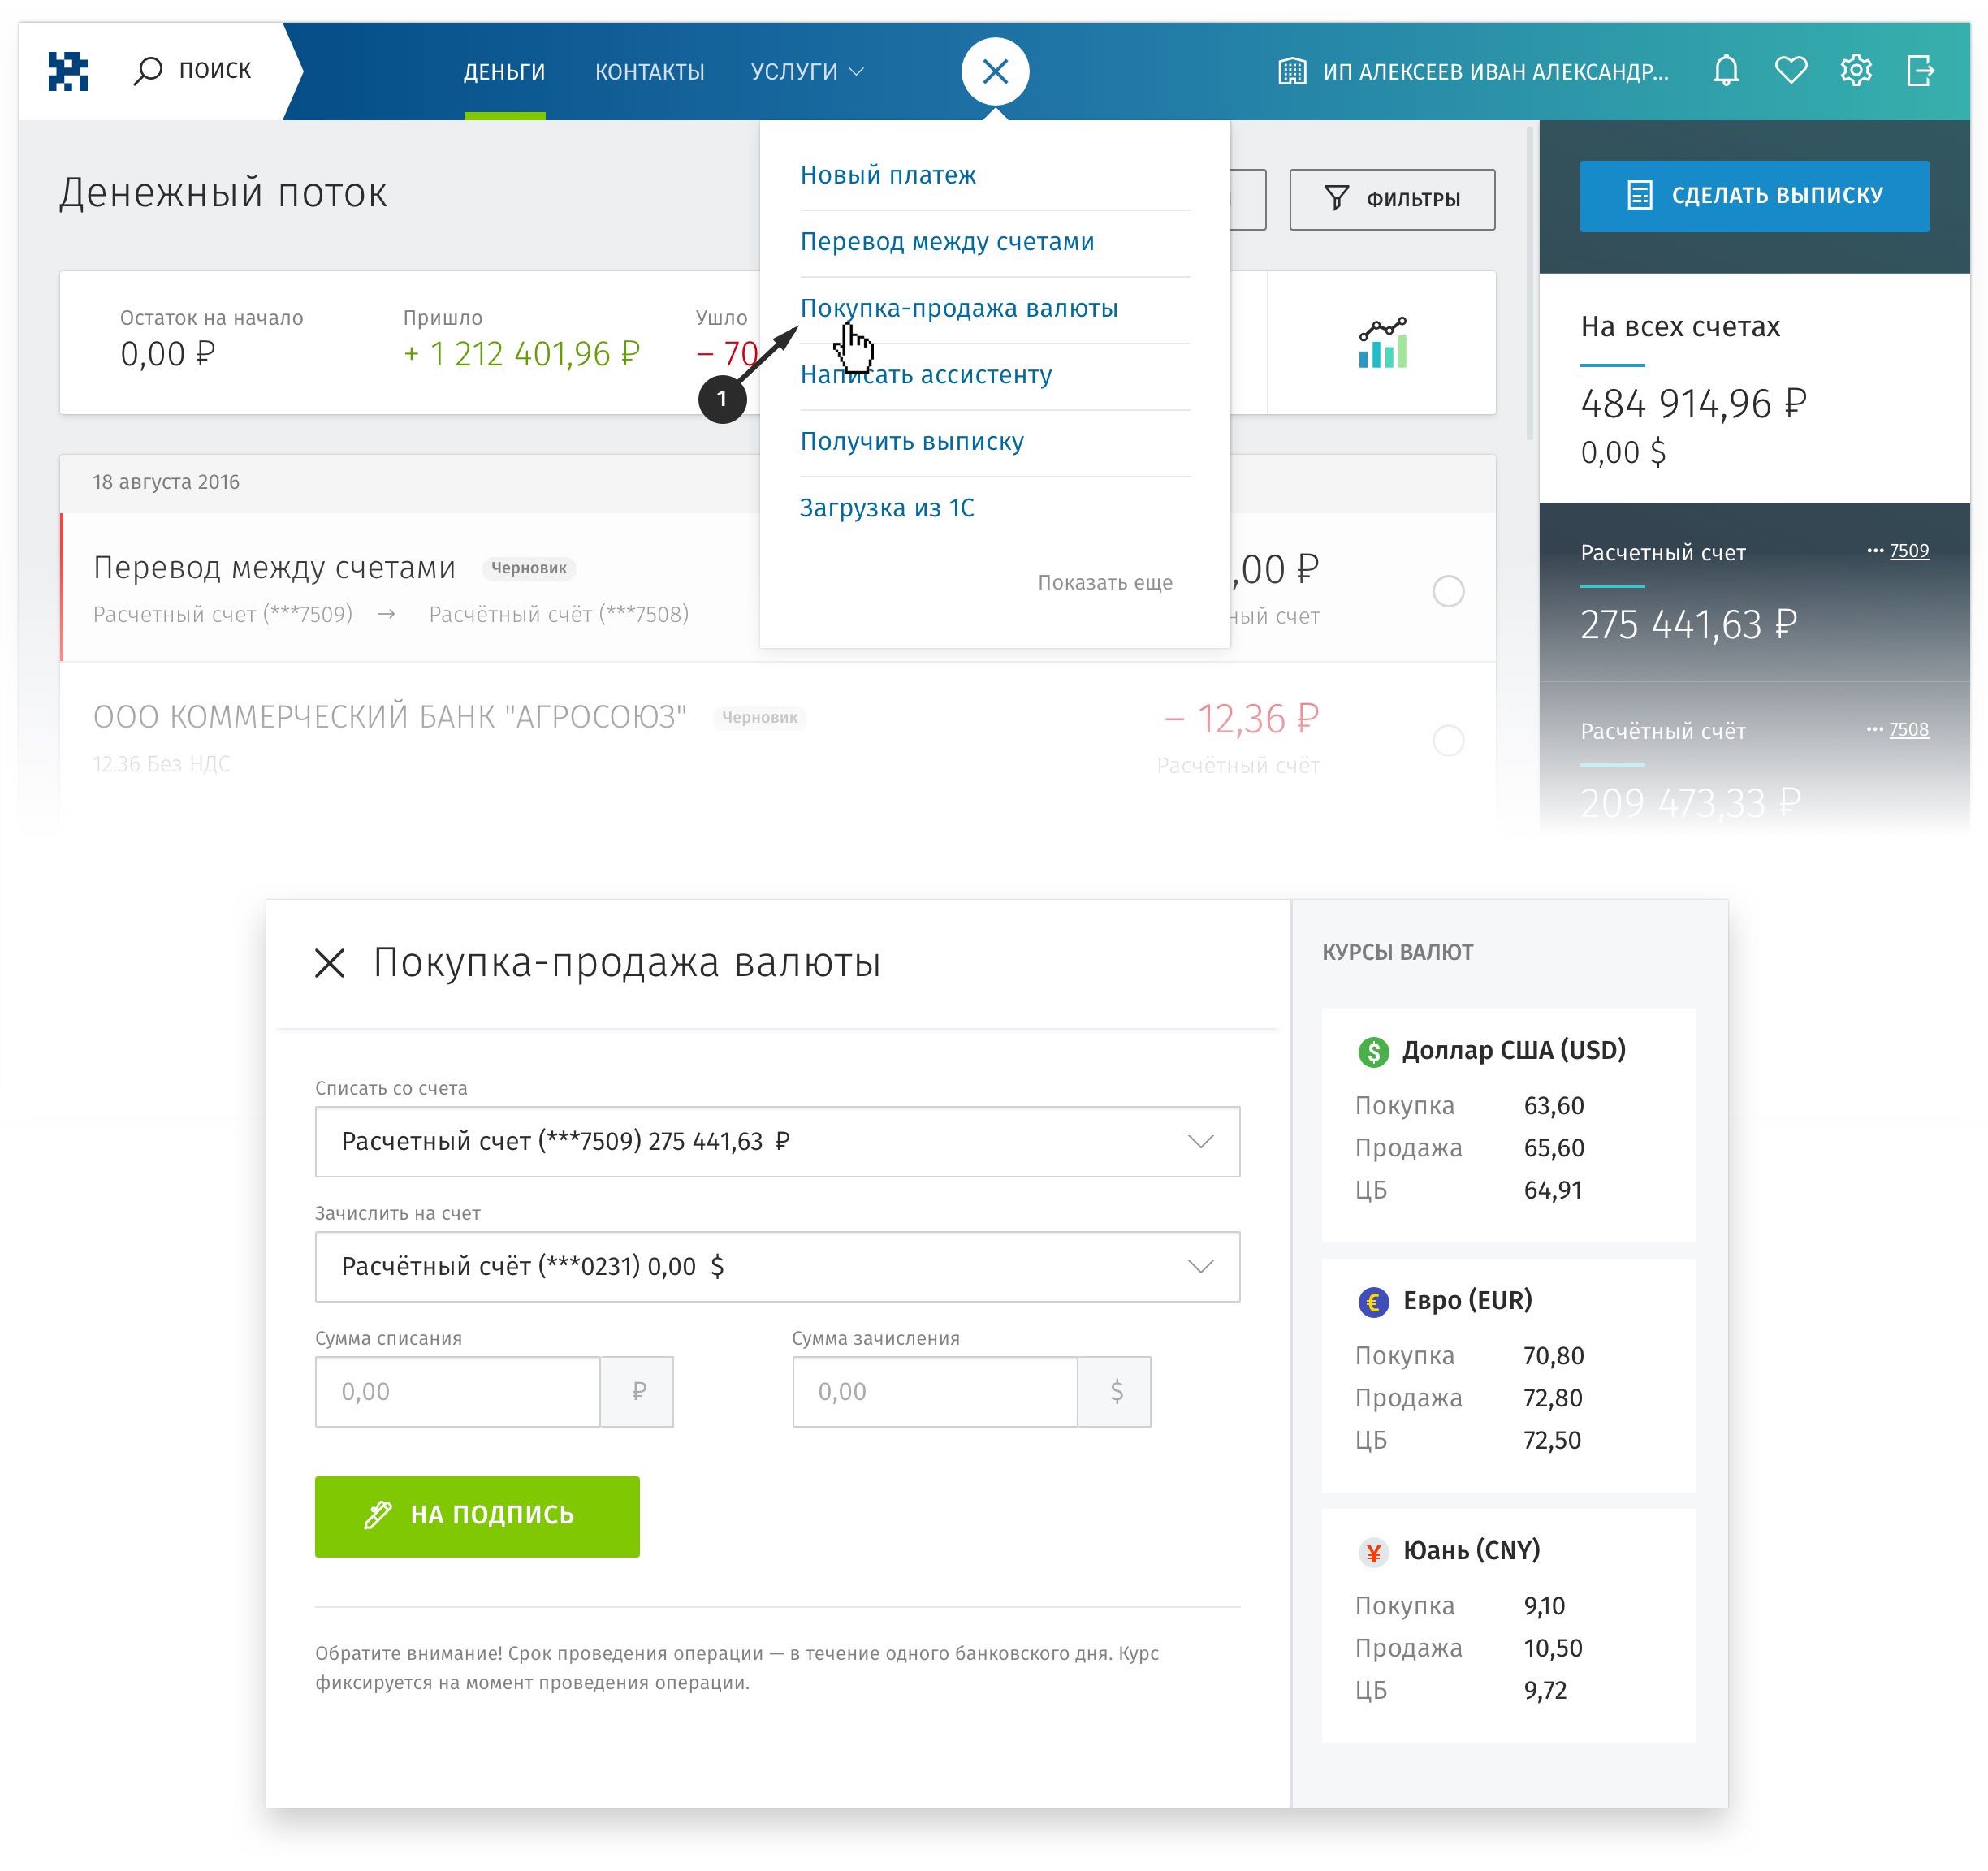 ПОИСК
ДЕНЬГИ
КОНТАКТЫ
УСЛУГИ
ИП АЛЕКСЕЕВ ИВАН АЛЕКСАНДР...
Денежный поток
ФИЛЬТРЫ
Остаток на начало
0,00 ₽
Пришло
+ 1 212 401,96 ₽
Ушло
– 70
1
Новый платеж
Перевод между счетами
Покупка-продажа валюты
Написать ассистенту
Получить выписку
Загрузка из 1С
Показать еще
18 августа 2016
Перевод между счетами Черновик
Расчетный счет (***7509) → Расчётный счёт (***7508)
,00 ₽
ный счет
ООО КОММЕРЧЕСКИЙ БАНК "АГРОСОЮЗ" Черновик
12.36 Без НДС
– 12,36 ₽
Расчётный счёт
СДЕЛАТЬ ВЫПИСКУ
На всех счетах
484 914,96 ₽
0,00 $
Расчетный счет ••• 7509
275 441,63 ₽
Расчётный счёт ••• 7508
209 473,33 ₽
Покупка-продажа валюты
Списать со счета
Расчетный счет (***7509) 275 441,63 ₽
Зачислить на счет
Расчётный счёт (***0231) 0,00 $
Сумма списания
0,00 ₽
Сумма зачисления
0,00 $
НА ПОДПИСЬ
Обратите внимание! Срок проведения операции — в течение одного банковского дня. Курс
фиксируется на момент проведения операции.
КУРСЫ ВАЛЮТ
$ Доллар США (USD)
Покупка 63,60
Продажа 65,60
ЦБ 64,91
€ Евро (EUR)
Покупка 70,80
Продажа 72,80
ЦБ 72,50
¥ Юань (CNY)
Покупка 9,10
Продажа 10,50
ЦБ 9,72